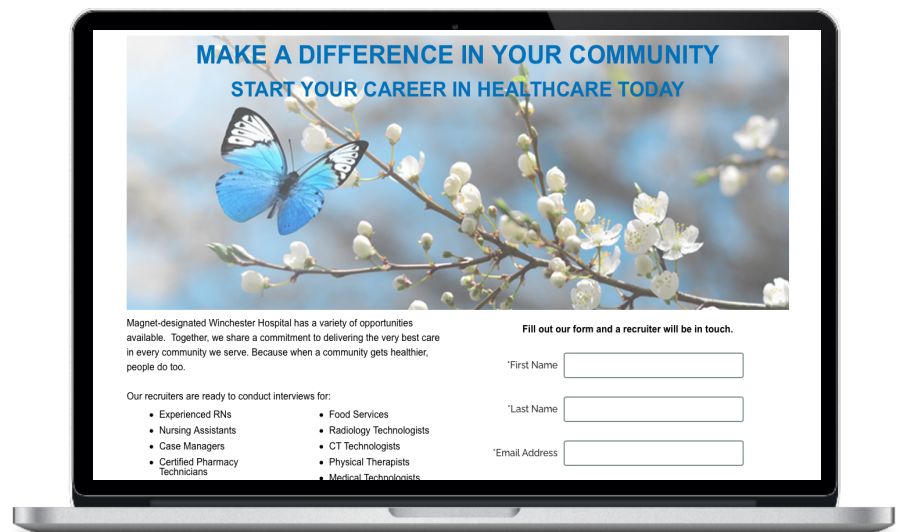 MAKE A DIFFERENCE IN YOUR COMMUNITY
START YOUR CAREER IN HEALTHCARE TODAY
Magnet-designated Winchester Hospital has a variety of opportunities
available.  Together, we share a commitment to delivering the very best care
in every community we serve. Because when a community gets healthier,
people do too.
Our recruiters are ready to conduct interviews for:
• Experienced RNs
• Nursing Assistants
• Case Managers
• Certified Pharmacy
Technicians
• Food Services
• Radiology Technologists
• CT Technologists
• Physical Therapists
• Medical Technologists
Fill out our form and a recruiter will be in touch.
*First Name
*Last Name
*Email Address